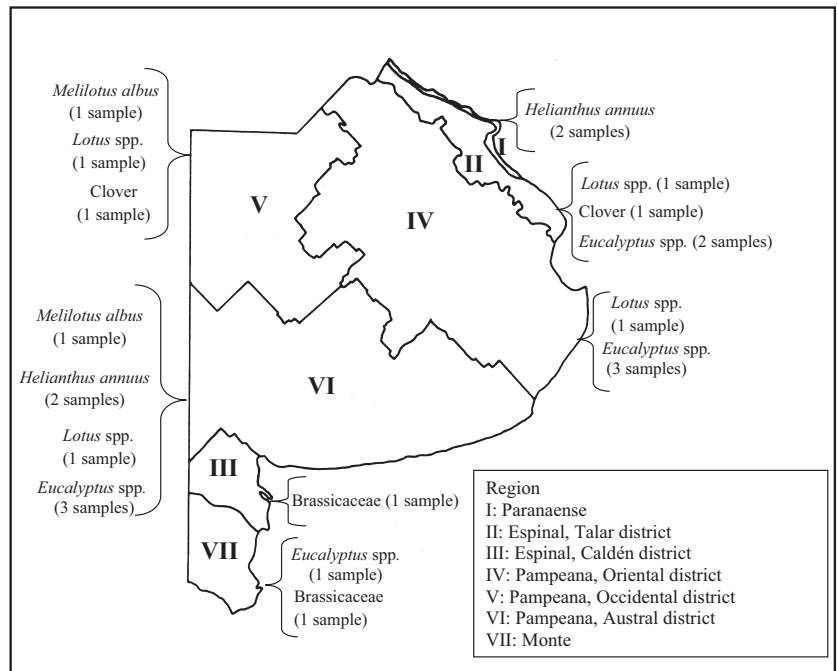 Melilotus albus
(1 sample)
Lotus spp.
(1 sample)
Clover
(1 sample)
Melilotus albus
(1 sample)
Helianthus annuus
(2 samples)
Lotus spp.
(1 sample)
Eucalyptus spp.
(3 samples)
Helianthus annuus
(2 samples)
Lotus spp. (1 sample)
Clover (1 sample)
Eucalyptus spp. (2 samples)
Lotus spp.
(1 sample)
Eucalyptus spp.
(3 samples)
I
II
IV
V
VI
III
VII
Brassicaceae (1 sample)
Eucalyptus spp.
(1 sample)
Brassicaceae
(1 sample)
Region
I: Paranaense
II: Espinal, Talar district
III: Espinal, Caldén district
IV: Pampeana, Oriental district
V: Pampeana, Occidental district
VI: Pampeana, Austral district
VII: Monte